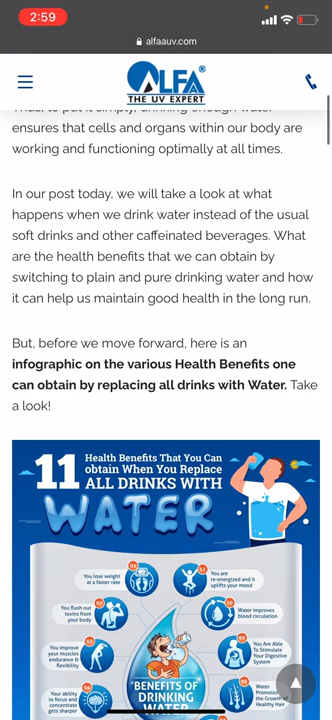 2:59
alfaauv.com
ALFA®
THE UV EXPERT
ensures that cells and organs within our body are
working and functioning optimally at all times.
In our post today, we will take a look at what
happens when we drink water instead of the usual
soft drinks and other caffeinated beverages. What
are the health benefits that we can obtain by
switching to plain and pure drinking water and how
it can help us maintain good health in the long run.
But, before we move forward, here is an
infographic on the various Health Benefits one
can obtain by replacing all drinks with Water. Take
a look!
11
Health Benefits That You Can
obtain When You Replace
ALL DRINKS WITH
WATER
You lose weight
at a faster rate
You are
re-energized and it
uplifts your mood
You flush out
toxins from
your body
Water improves
blood circulation
You improve
your muscles
endurance &
flexibility
You Are Able
To Stimulate
Your Digestive
System
Your ability
to focus and
concentrate
gets sharper
Water
Promotes
the Growth of
Healthy Hair
BENEFITS OF
DRINKING
WATER